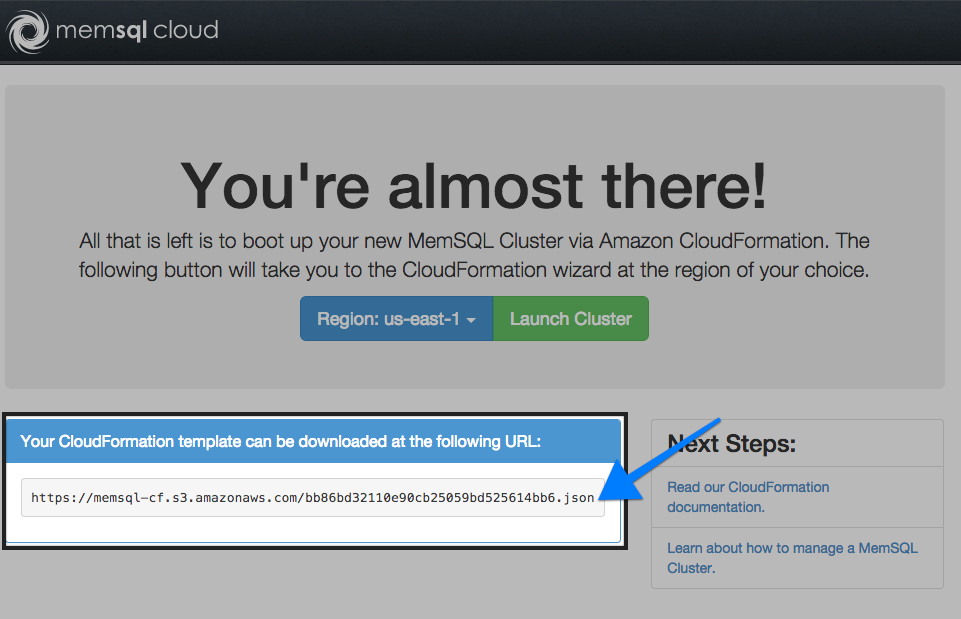 memsql cloud
You're almost there!
All that is left is to boot up your new MemSQL Cluster via Amazon CloudFormation. The
following button will take you to the CloudFormation wizard at the region of your choice.
Region: us-east-1
Launch Cluster
Your CloudFormation template can be downloaded at the following URL:
https://memsql-cf.s3.amazonaws.com/bb86bd32110e90cb25059bd525614bb6.json
Next Steps:
Read our CloudFormation
documentation.
Learn about how to manage a MemSQL
Cluster.